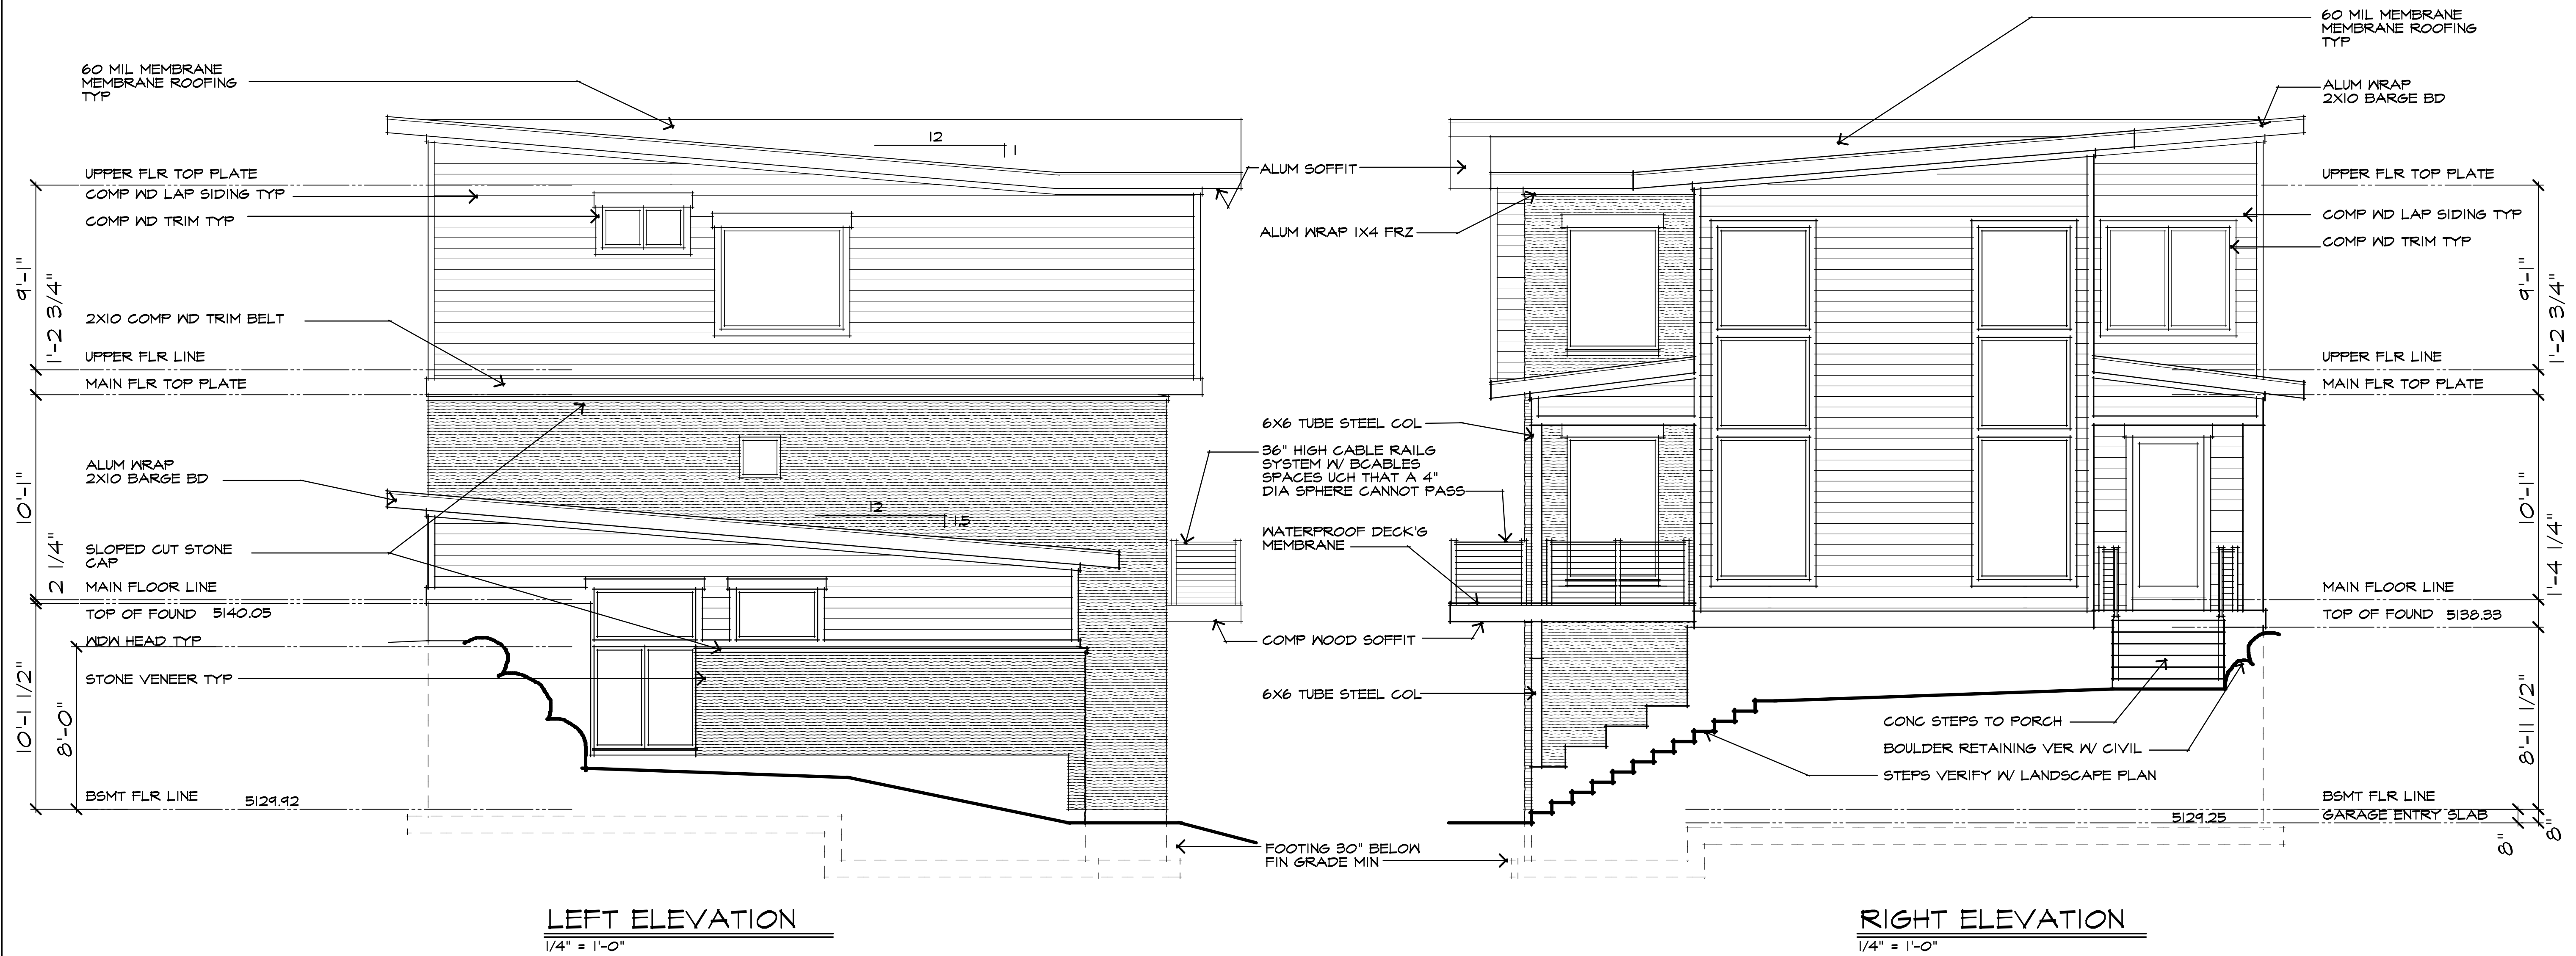 60 MIL MEMBRANE
MEMBRANE ROOFING
TYP
UPPER FLR TOP PLATE
COMP WD LAP SIDING TYP
COMP WD TRIM TYP
2X10 COMP WD TRIM BELT
UPPER FLR LINE
MAIN FLR TOP PLATE
ALUM WRAP
2X10 BARGE BD
SLOPED CUT STONE
CAP
MAIN FLOOR LINE
TOP OF FOUND 5140.05
WDW HEAD TYP
STONE VENEER TYP
BSMT FLR LINE 5129.92
9'-1"
1'-2 3/4"
10'-1"
2 1/4"
10'-1 1/2"
8'-0"
12
1
12
1.5
LEFT ELEVATION
1/4" = 1'-0"
ALUM SOFFIT
ALUM WRAP 1X4 FRZ
6X6 TUBE STEEL COL
36" HIGH CABLE RAILG
SYSTEM W/ BCABLES
SPACES UCH THAT A 4"
DIA SPHERE CANNOT PASS
WATERPROOF DECK'G
MEMBRANE
COMP WOOD SOFFIT
6X6 TUBE STEEL COL
FOOTING 30" BELOW
FIN GRADE MIN
60 MIL MEMBRANE
MEMBRANE ROOFING
TYP
ALUM WRAP
2X10 BARGE BD
UPPER FLR TOP PLATE
COMP WD LAP SIDING TYP
COMP WD TRIM TYP
UPPER FLR LINE
MAIN FLR TOP PLATE
MAIN FLOOR LINE
TOP OF FOUND 5138.33
CONC STEPS TO PORCH
BOULDER RETAINING VER W/ CIVIL
STEPS VERIFY W/ LANDSCAPE PLAN
BSMT FLR LINE
5129.25 GARAGE ENTRY SLAB
9'-1"
1'-2 3/4"
10'-1"
1'-4 1/4"
8'-11 1/2"
8"
8"
RIGHT ELEVATION
1/4" = 1'-0"